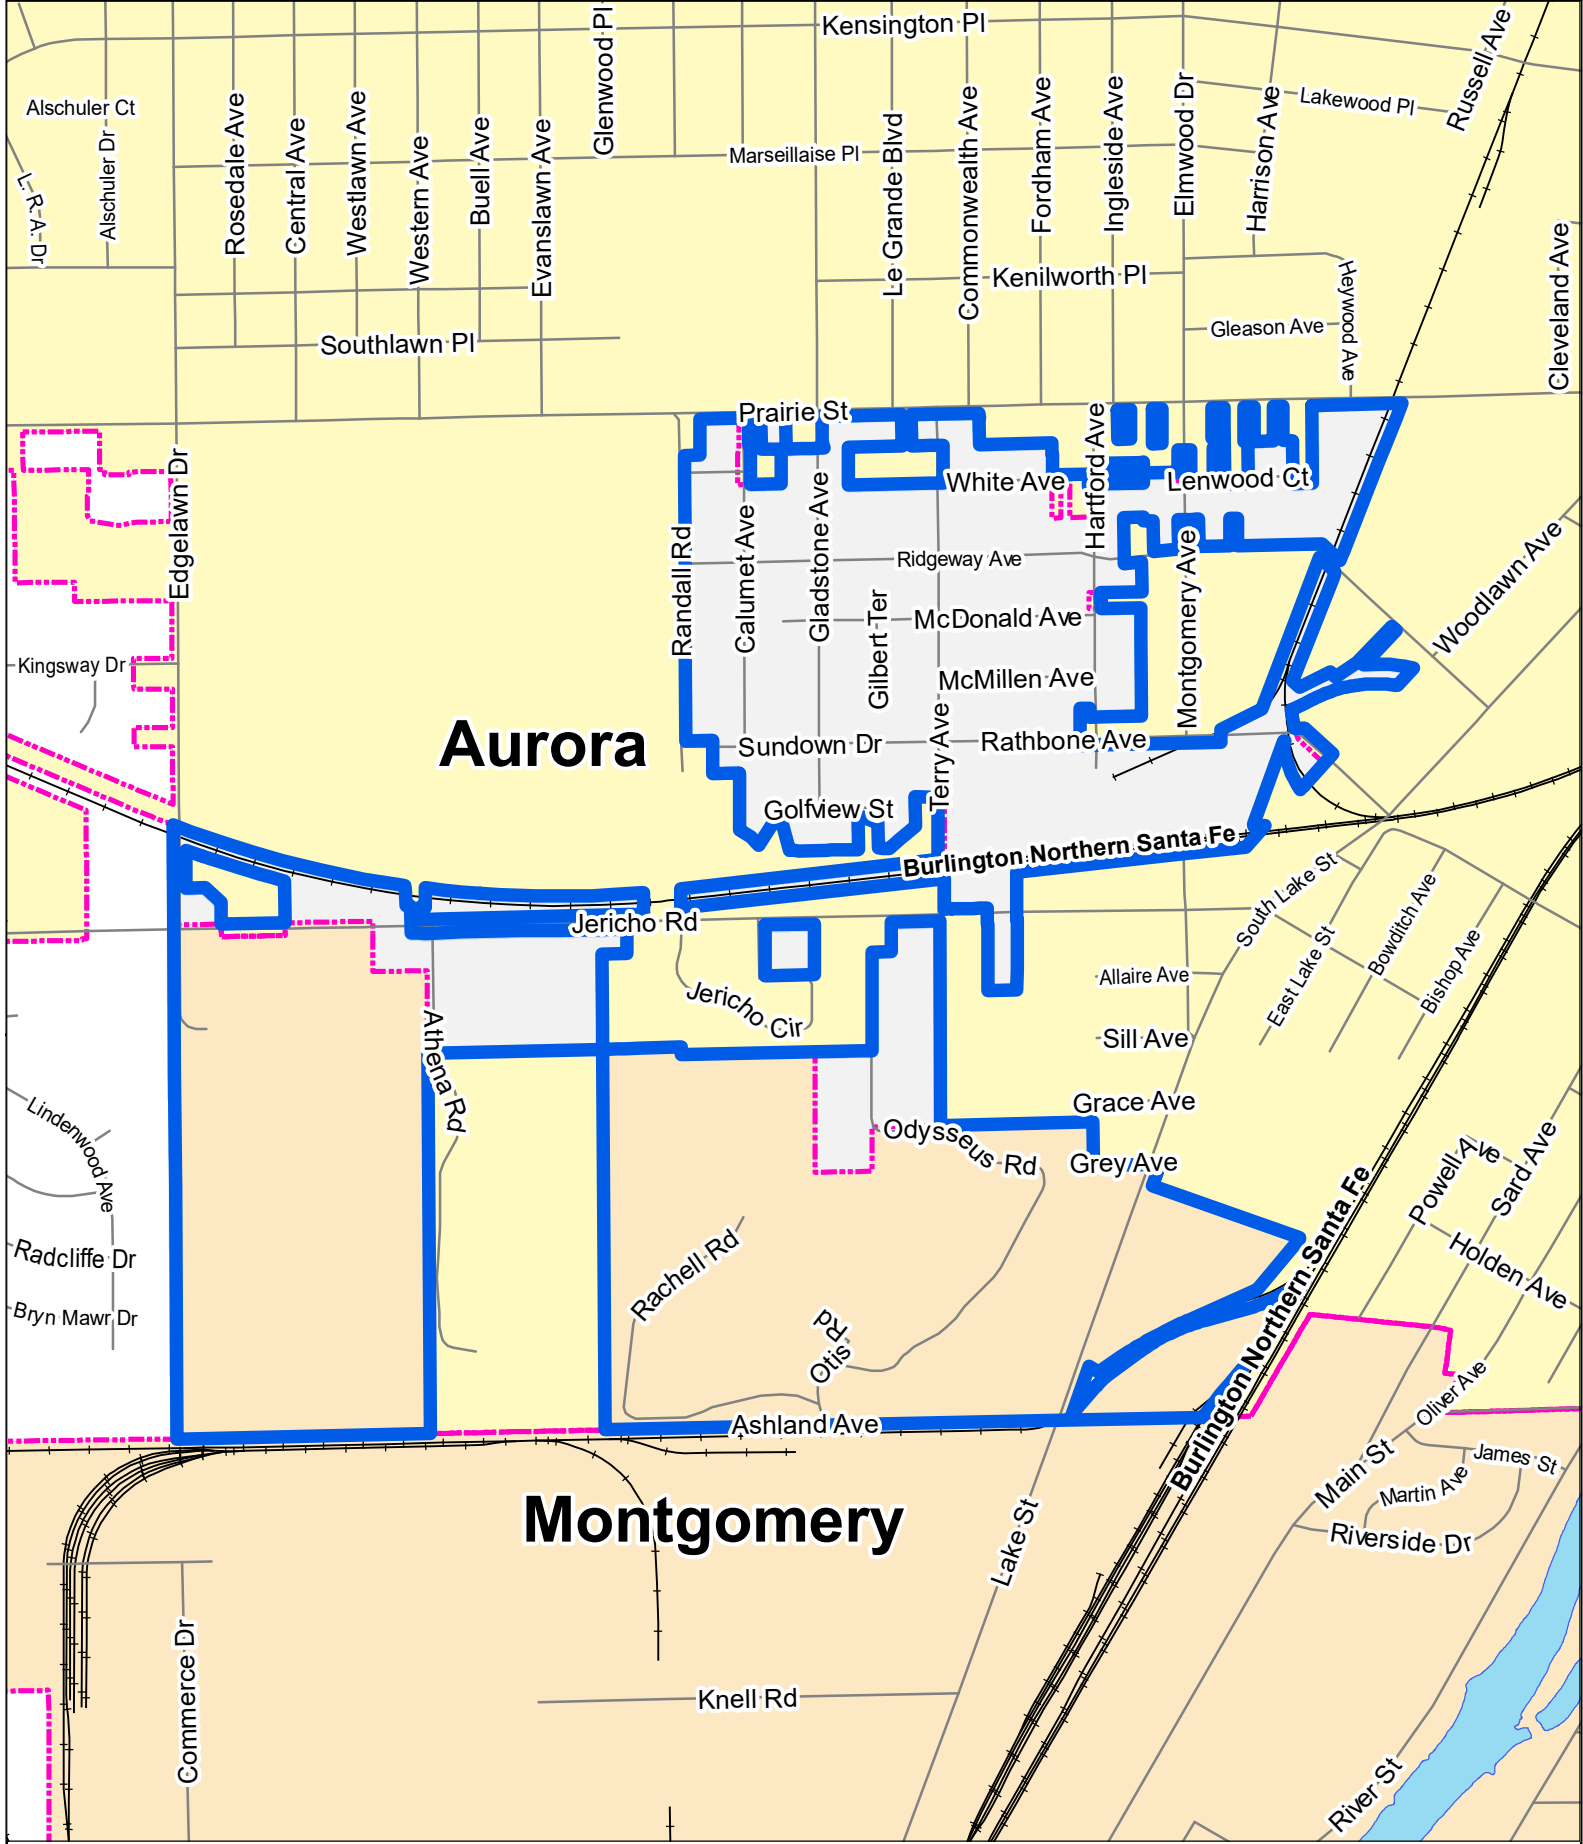 Kensington Pl
Glenwood Pl
Russell Ave
Alschuler Ct
Lakewood Pl
Alschuler Dr
Rosedale Ave
Central Ave
Westlawn Ave
Western Ave
Buell Ave
Evanslawn Ave
Marseillaise Pl
Le Grande Blvd
Commonwealth Ave
Fordham Ave
Ingleside Ave
Elmwood Dr
Harrison Ave
L. R. A. Dr
Kenilworth Pl
Heywood Ave
Cleveland Ave
Gleason Ave
Southlawn Pl
Prairie St
Hartford Ave
Edgelawn Dr
White Ave
Lenwood Ct
Randall Rd
Calumet Ave
Gladstone Ave
Ridgeway Ave
Montgomery Ave
Woodlawn Ave
Gilbert Ter
McDonald Ave
Kingsway Dr
McMillen Ave
Aurora
Terry Ave
Sundown Dr
Rathbone Ave
Golfview St
Burlington Northern Santa Fe
South Lake St
Jericho Rd
East Lake St
Bowditch Ave
Bishop Ave
Allaire Ave
Jericho Cir
Sill Ave
Athena Rd
Grace Ave
Lindenwood Ave
Odysseus Rd
Grey Ave
Powell Ave
Sard Ave
Burlington Northern Santa Fe
Radcliffe Dr
Rachell Rd
Holden Ave
Bryn Mawr Dr
Otis Rd
Oliver Ave
Ashland Ave
Main St
James St
Martin Ave
Montgomery
Lake St
Riverside Dr
Commerce Dr
Knell Rd
River St